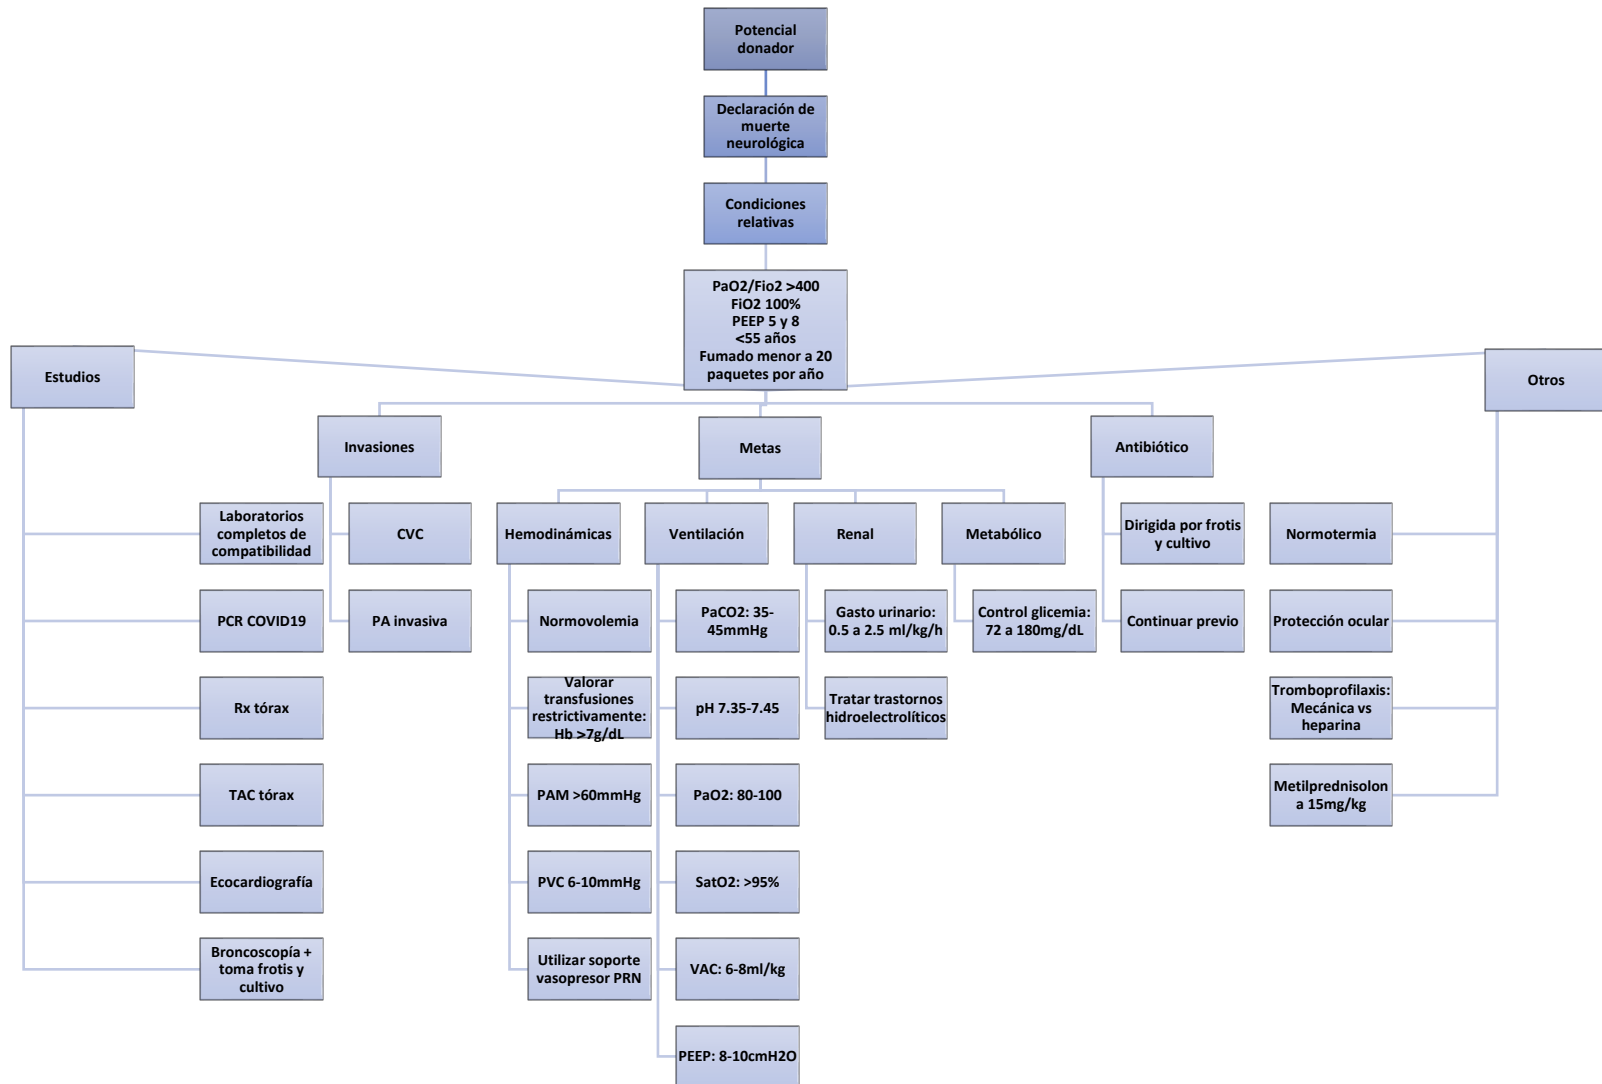 Potencial
donador
Declaración de
muerte
neurológica
Condiciones
relativas
PaO2/Fio2 >400
FiO2 100%
PEEP 5 y 8
<55 años
Fumado menor a 20
paquetes por año
Estudios
Otros
Invasiones
Metas
Antibiótico
Laboratorios
completos de
compatibilidad
CVC
Hemodinámicas
Ventilación
Renal
Metabólico
Dirigida por frotis
y cultivo
Normotermia
PCR COVID19
PA invasiva
Normovolemia
PaCO2: 35-
45mmHg
Gasto urinario:
0.5 a 2.5 ml/kg/h
Control glicemia:
72 a 180mg/dL
Continuar previo
Protección ocular
Rx tórax
Valorar
transfusiones
restrictivamente:
Hb >7g/dL
pH 7.35-7.45
Tratar trastornos
hidroelectrolíticos
Tromboprofilaxis:
Mecánica vs
heparina
TAC tórax
PAM >60mmHg
PaO2: 80-100
Metilprednisolon
a 15mg/kg
Ecocardiografía
PVC 6-10mmHg
SatO2: >95%
Broncoscopía +
toma frotis y
cultivo
Utilizar soporte
vasopresor PRN
VAC: 6-8ml/kg
PEEP: 8-10cmH2O